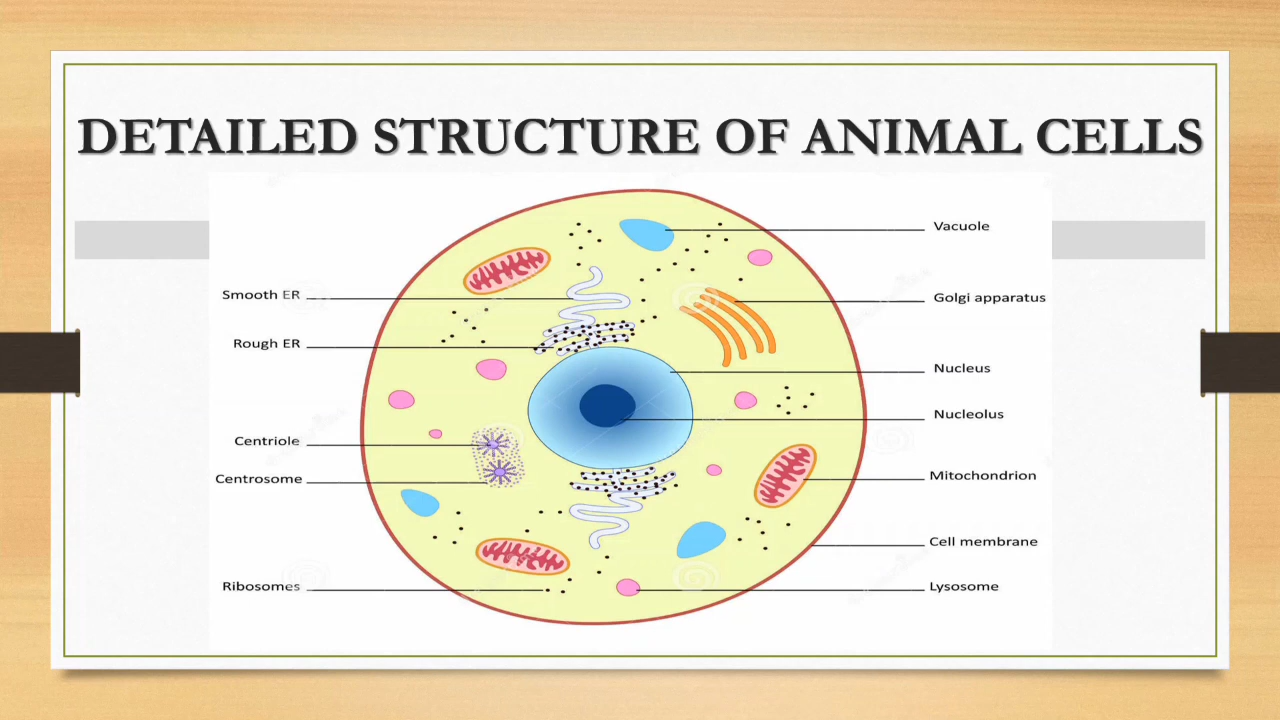 DETAILED STRUCTURE OF ANIMAL CELLS
Vacuole
Smooth ER
Golgi apparatus
Rough ER
Nucleus
Nucleolus
Centriole
Centrosome
Mitochondrion
Cell membrane
Ribosomes
Lysosome